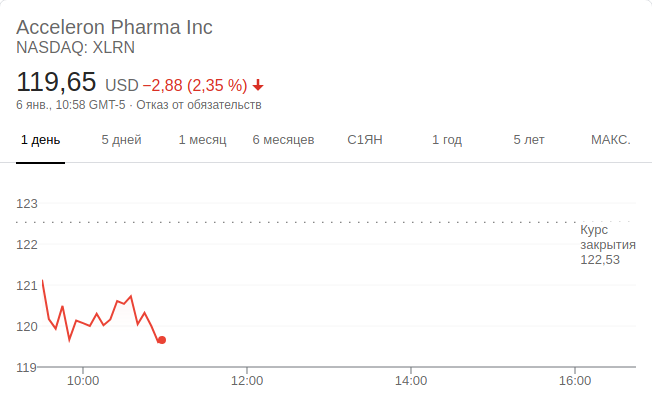 Acceleron Pharma Inc
NASDAQ: XLRN
119,65 USD −2,88 (2,35 %)
6 янв., 10:58 GMT-5 · Отказ от обязательств
1 день 5 дней 1 месяц 6 месяцев С1ЯН 1 год 5 лет МАКС.
123
122
121
120
119
Курс
закрытия
122,53
10:00 12:00 14:00 16:00